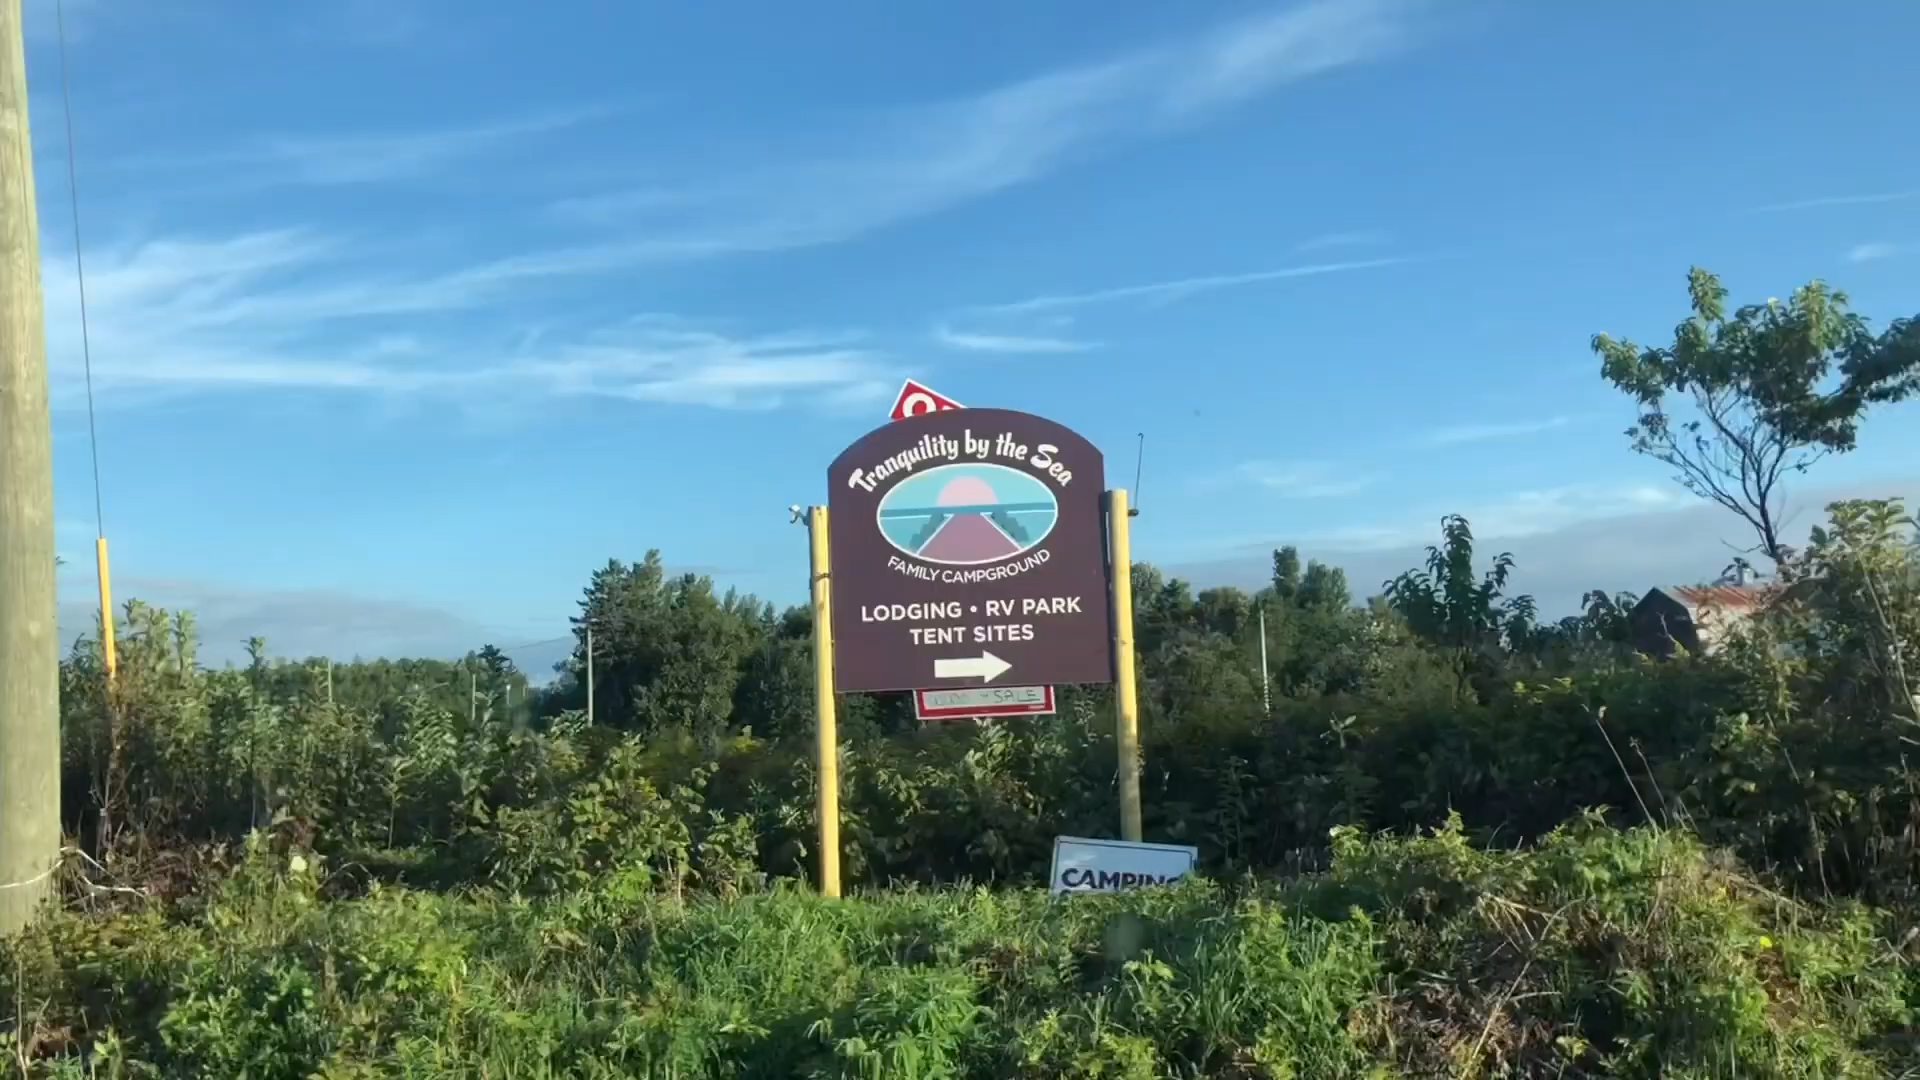 Tranquility by the Sea
FAMILY CAMPGROUND
LODGING • RV PARK
TENT SITES
SALE
CAMPING